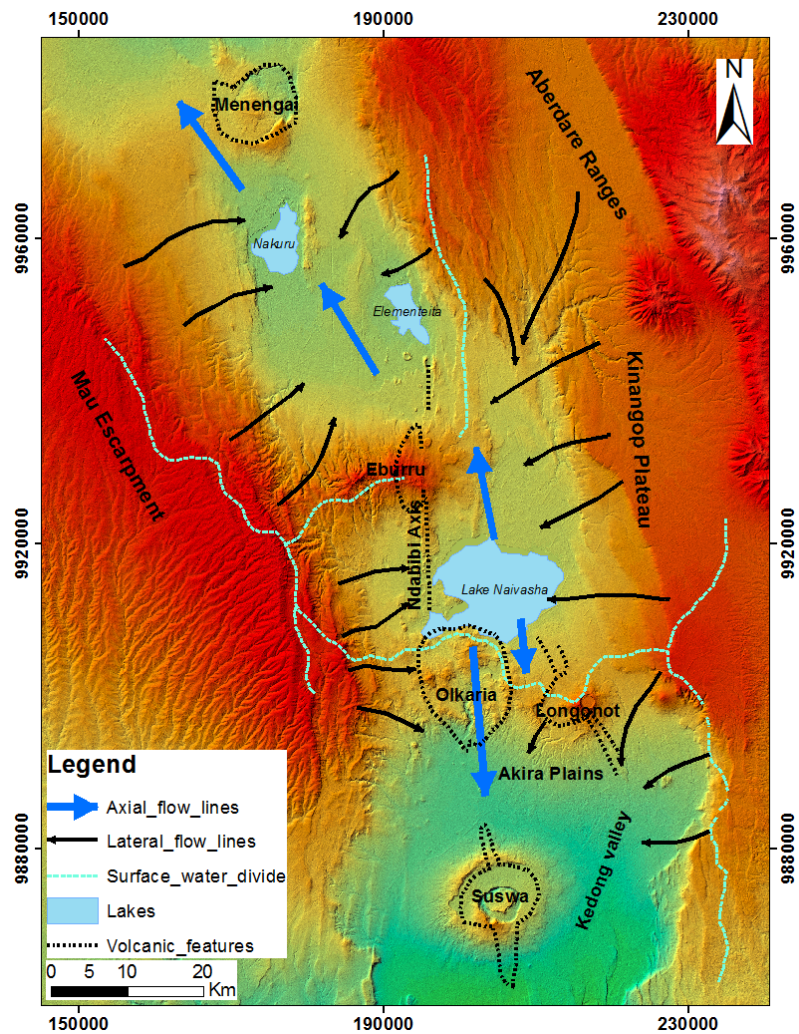 150000 190000 230000
N
Menengai
Aberdare Ranges
9960000 9960000
Nakuru
Elementeita
Mau Escarpment
Kinangop Plateau
Eburru
Ndabibi Axis
9920000 9920000
Lake Naivasha
Olkaria
Longonot
Akira Plains
Kedong valley
9880000 9880000
Suswa
Legend
Axial_flow_lines
Lateral_flow_lines
Surface_water_divide
Lakes
Volcanic_features
0 5 10 20
Km
150000 190000 230000